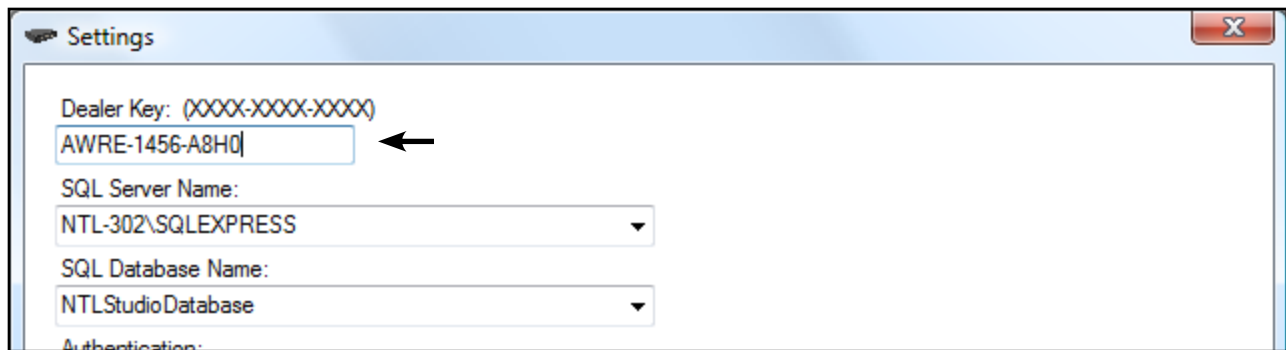 Settings
Dealer Key: (XXXX-XXXX-XXXX)
AWRE-1456-A8H0
SQL Server Name:
NTL-302\SQLEXPRESS
SQL Database Name:
NTLStudioDatabase
Authentication: